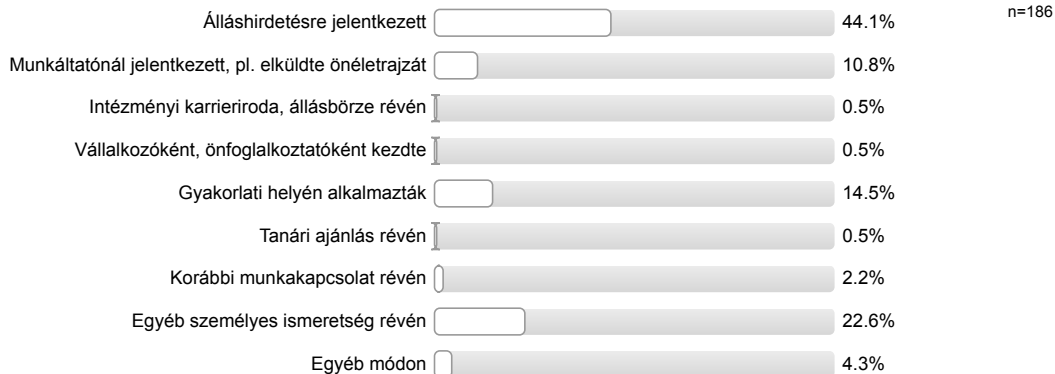 n=186
Álláshirdetésre jelentkezett 44.1%
Munkáltatónál jelentkezett, pl. elküldte önéletrajzát 10.8%
Intézményi karrieriroda, állásbörze révén 0.5%
Vállalkozóként, önfoglalkoztatóként kezdte 0.5%
Gyakorlati helyén alkalmazták 14.5%
Tanári ajánlás révén 0.5%
Korábbi munkakapcsolat révén 2.2%
Egyéb személyes ismeretség révén 22.6%
Egyéb módon 4.3%